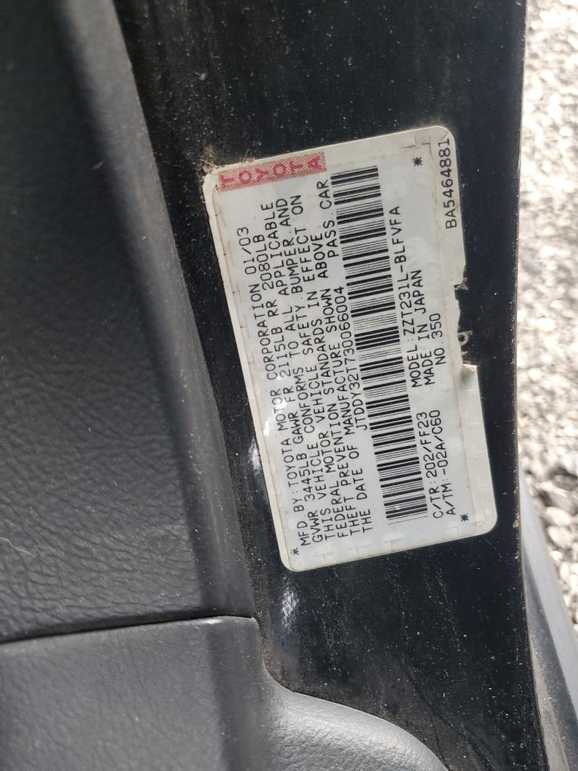 TOYOTA
*MFD BY TOYOTA MOTOR CORPORATION 01/03
GVWR 3445LB GAWR FR 2115LB RR 2080LB
THIS VEHICLE CONFORMS TO ALL APPLICABLE
FEDERAL MOTOR VEHICLE SAFETY, BUMPER AND
THEFT PREVENTION STANDARDS IN EFFECT ON
THE DATE OF MANUFACTURE SHOWN ABOVE.
JTDDY32T730066004 PASS. CAR
* *
C/TR: 202/FF23 MODEL: ZZT231L-BLFVFA
A/TM -02A/C60 MADE IN JAPAN
NO 350
BA5464881